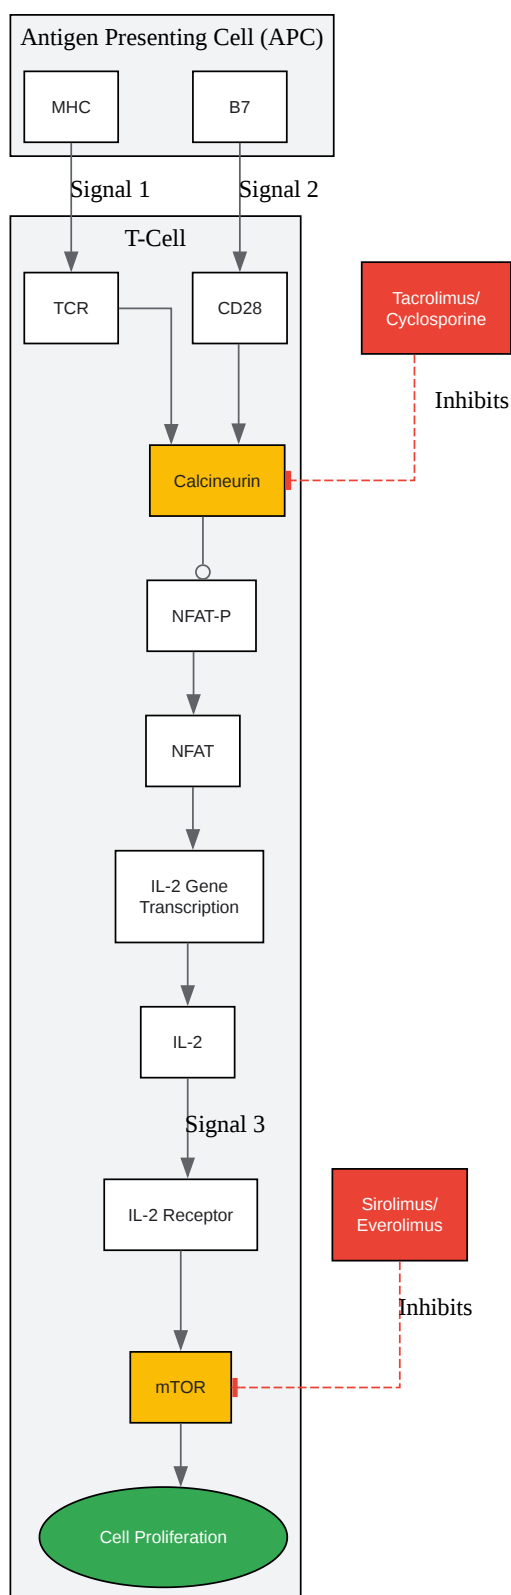 Antigen Presenting Cell (APC)
MHC
B7
Signal 1
Signal 2
T-Cell
TCR
CD28
Tacrolimus/
Cyclosporine
Inhibits
Calcineurin
NFAT-P
NFAT
IL-2 Gene
Transcription
IL-2
Signal 3
IL-2 Receptor
Sirolimus/
Everolimus
Inhibits
mTOR
Cell Proliferation